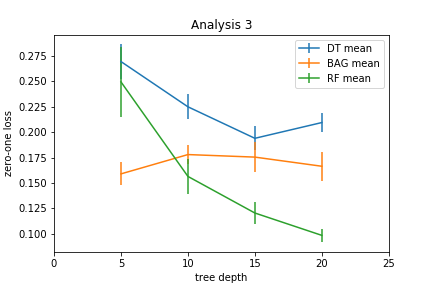 Analysis 3
DT mean
BAG mean
RF mean
0.275
0.250
0.225
0.200
0.175
0.150
0.125
0.100
zero-one loss
0
5
10
15
20
25
tree depth